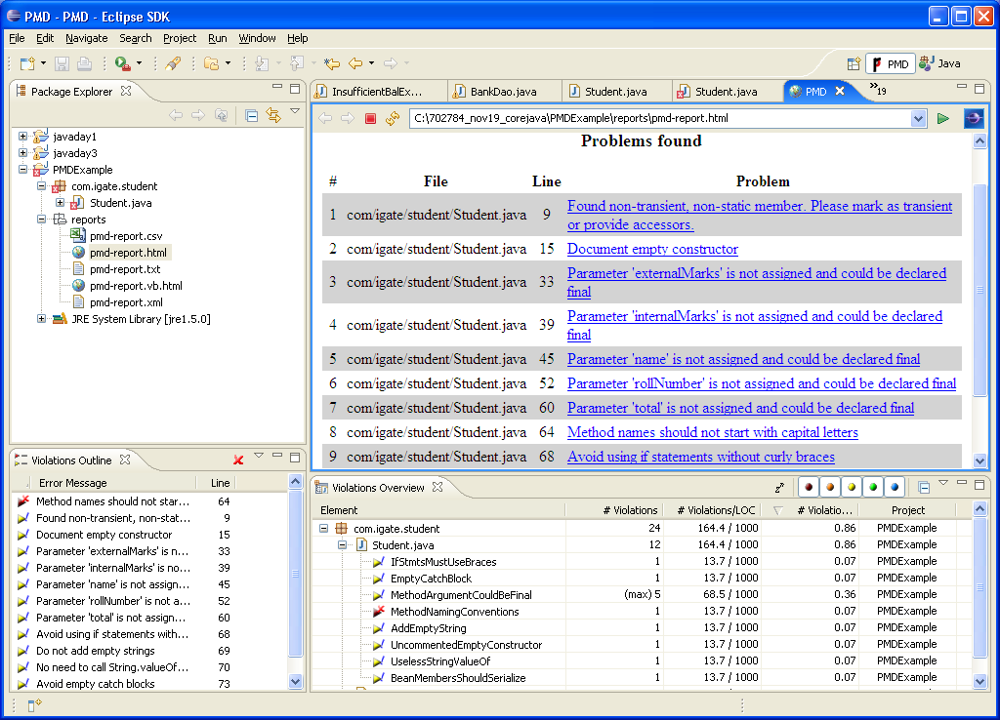 PMD - PMD - Eclipse SDK
File Edit Navigate Search Project Run Window Help
PMD Java
Package Explorer
InsufficientBalEx... BankDao.java Student.java Student.java PMD 19
C:\702784_nov19_corejava\PMDExample\reports\pmd-report.html
javaday1
javaday3
PMDExample
com.igate.student
Student.java
reports
pmd-report.csv
pmd-report.html
pmd-report.txt
pmd-report.vb.html
pmd-report.xml
JRE System Library [jre1.5.0]
Problems found
# File Line Problem
1 com/igate/student/Student.java 9 Found non-transient, non-static member. Please mark as transient
or provide accessors.
2 com/igate/student/Student.java 15 Document empty constructor
3 com/igate/student/Student.java 33 Parameter 'externalMarks' is not assigned and could be declared
final
4 com/igate/student/Student.java 39 Parameter 'internalMarks' is not assigned and could be declared
final
5 com/igate/student/Student.java 45 Parameter 'name' is not assigned and could be declared final
6 com/igate/student/Student.java 52 Parameter 'rollNumber' is not assigned and could be declared final
7 com/igate/student/Student.java 60 Parameter 'total' is not assigned and could be declared final
8 com/igate/student/Student.java 64 Method names should not start with capital letters
9 com/igate/student/Student.java 68 Avoid using if statements without curly braces
Violations Outline
Error Message Line
Method names should not star... 64
Found non-transient, non-stat... 9
Document empty constructor 15
Parameter 'externalMarks' is n... 33
Parameter 'internalMarks' is no... 39
Parameter 'name' is not assign... 45
Parameter 'rollNumber' is not a... 52
Parameter 'total' is not assign... 60
Avoid using if statements with... 68
Do not add empty strings 69
No need to call String.valueOf... 70
Avoid empty catch blocks 73
Violations Overview
Element # Violations # Violations/LOC # Violatio... Project
com.igate.student 24 164.4 / 1000 0.86 PMDExample
Student.java 12 164.4 / 1000 0.86 PMDExample
IfStmtsMustUseBraces 1 13.7 / 1000 0.07 PMDExample
EmptyCatchBlock 1 13.7 / 1000 0.07 PMDExample
MethodArgumentCouldBeFinal (max) 5 68.5 / 1000 0.36 PMDExample
MethodNamingConventions 1 13.7 / 1000 0.07 PMDExample
AddEmptyString 1 13.7 / 1000 0.07 PMDExample
UncommentedEmptyConstructor 1 13.7 / 1000 0.07 PMDExample
UselessStringValueOf 1 13.7 / 1000 0.07 PMDExample
BeanMembersShouldSerialize 1 13.7 / 1000 0.07 PMDExample